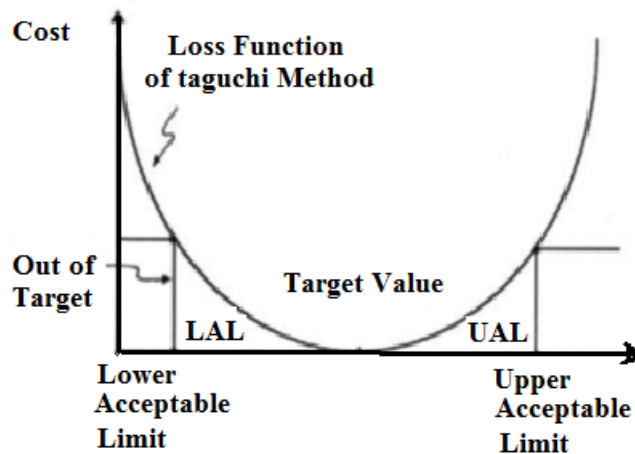 Cost
Loss Function
of taguchi Method
Out of
Target
Target Value
LAL
UAL
Lower
Acceptable
Limit
Upper
Acceptable
Limit